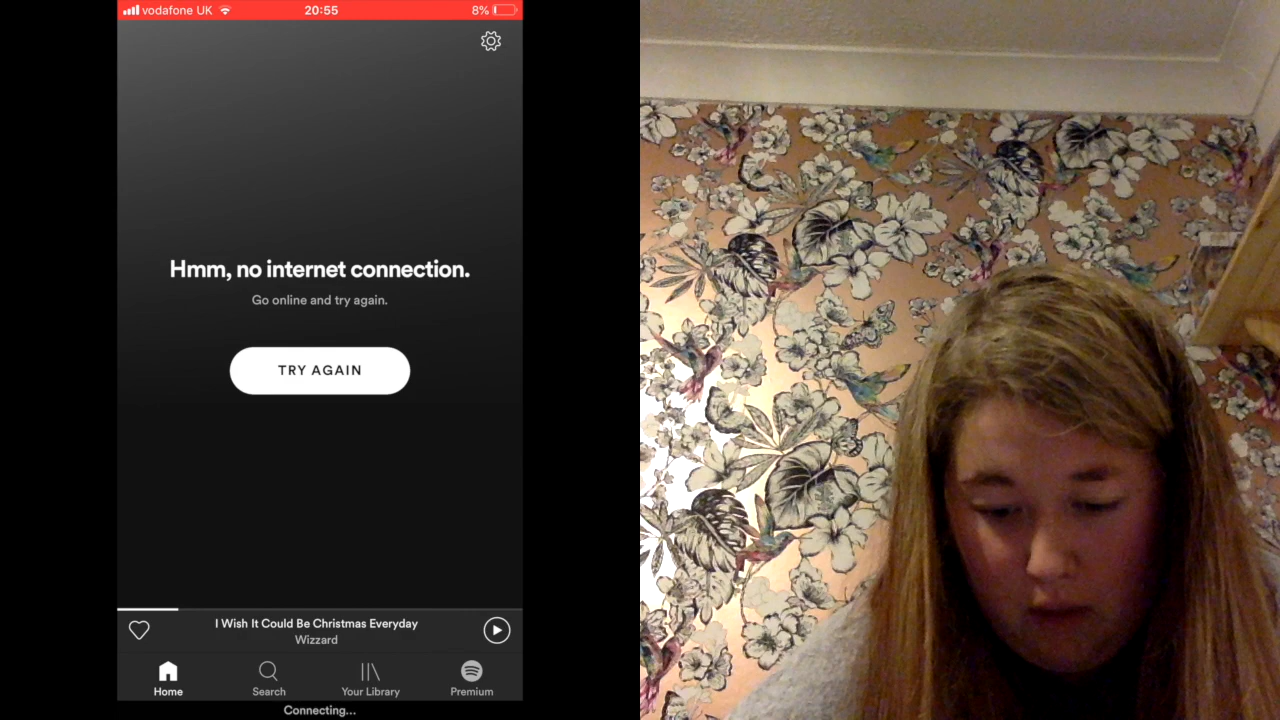 vodafone UK 20:55 8%
Hmm, no internet connection.
Go online and try again.
TRY AGAIN
I Wish It Could Be Christmas Everyday
Wizzard
Home Search Your Library Premium
Connecting...